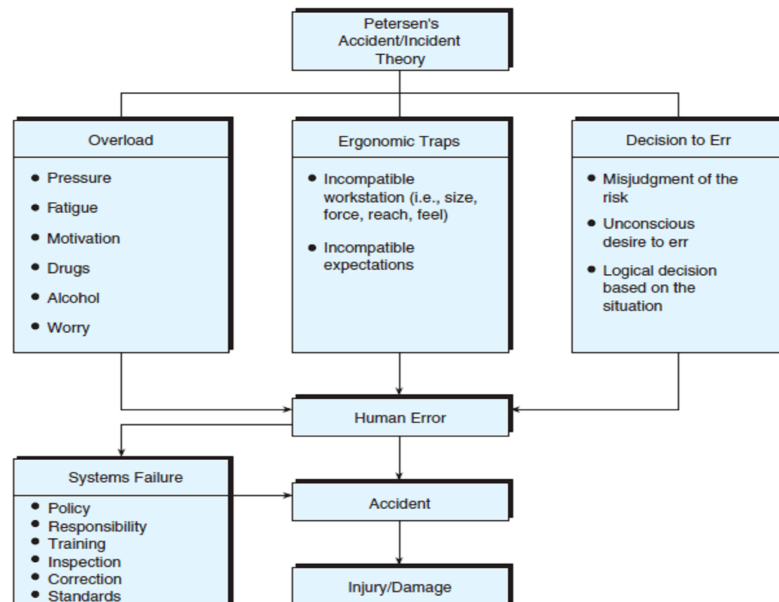 Petersen's
Accident/Incident
Theory
Overload
• Pressure
• Fatigue
• Motivation
• Drugs
• Alcohol
• Worry
Ergonomic Traps
• Incompatible
workstation (i.e., size,
force, reach, feel)
• Incompatible
expectations
Decision to Err
• Misjudgment of the
risk
• Unconscious
desire to err
• Logical decision
based on the
situation
Human Error
Systems Failure
• Policy
• Responsibility
• Training
• Inspection
• Correction
• Standards
Accident
Injury/Damage